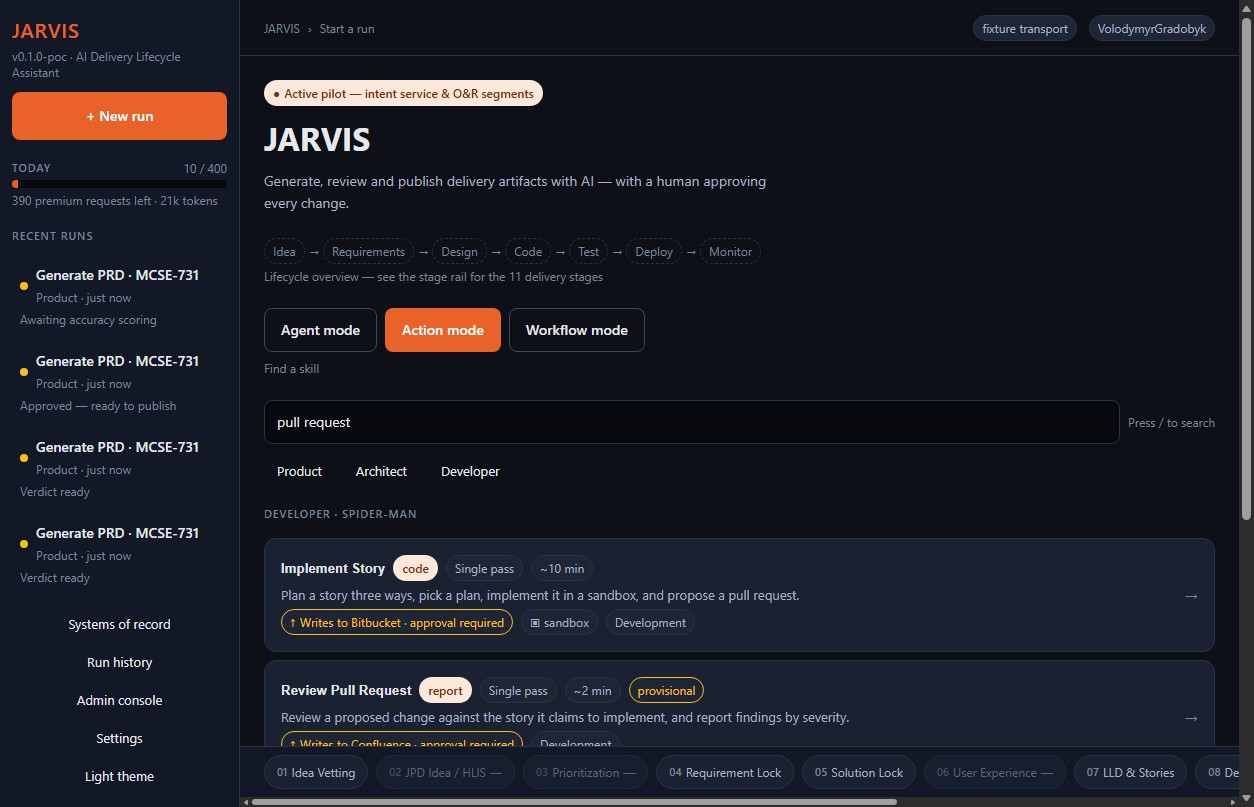 JARVIS
v0.1.0-poc · AI Delivery Lifecycle
Assistant
+ New run
TODAY
10 / 400
390 premium requests left · 21k tokens
RECENT RUNS
Generate PRD · MCSE-731
Product · just now
Awaiting accuracy scoring
Generate PRD · MCSE-731
Product · just now
Approved — ready to publish
Generate PRD · MCSE-731
Product · just now
Verdict ready
Generate PRD · MCSE-731
Product · just now
Verdict ready
Systems of record
Run history
Admin console
Settings
Light theme
JARVIS › Start a run
fixture transport
VolodymyrGradobyk
● Active pilot — intent service & O&R segments
JARVIS
Generate, review and publish delivery artifacts with AI — with a human approving
every change.
Idea → Requirements → Design → Code → Test → Deploy → Monitor
Lifecycle overview — see the stage rail for the 11 delivery stages
Agent mode
Action mode
Workflow mode
Find a skill
pull request
Press / to search
Product
Architect
Developer
DEVELOPER · SPIDER-MAN
Implement Story code Single pass ~10 min
Plan a story three ways, pick a plan, implement it in a sandbox, and propose a pull request. →
↑ Writes to Bitbucket · approval required ▣ sandbox Development
Review Pull Request report Single pass ~2 min provisional
Review a proposed change against the story it claims to implement, and report findings by severity. →
↑ Writes to Confluence · approval required Development
01 Idea Vetting
02 JPD Idea / HLIS —
03 Prioritization —
04 Requirement Lock
05 Solution Lock
06 User Experience —
07 LLD & Stories
08 De